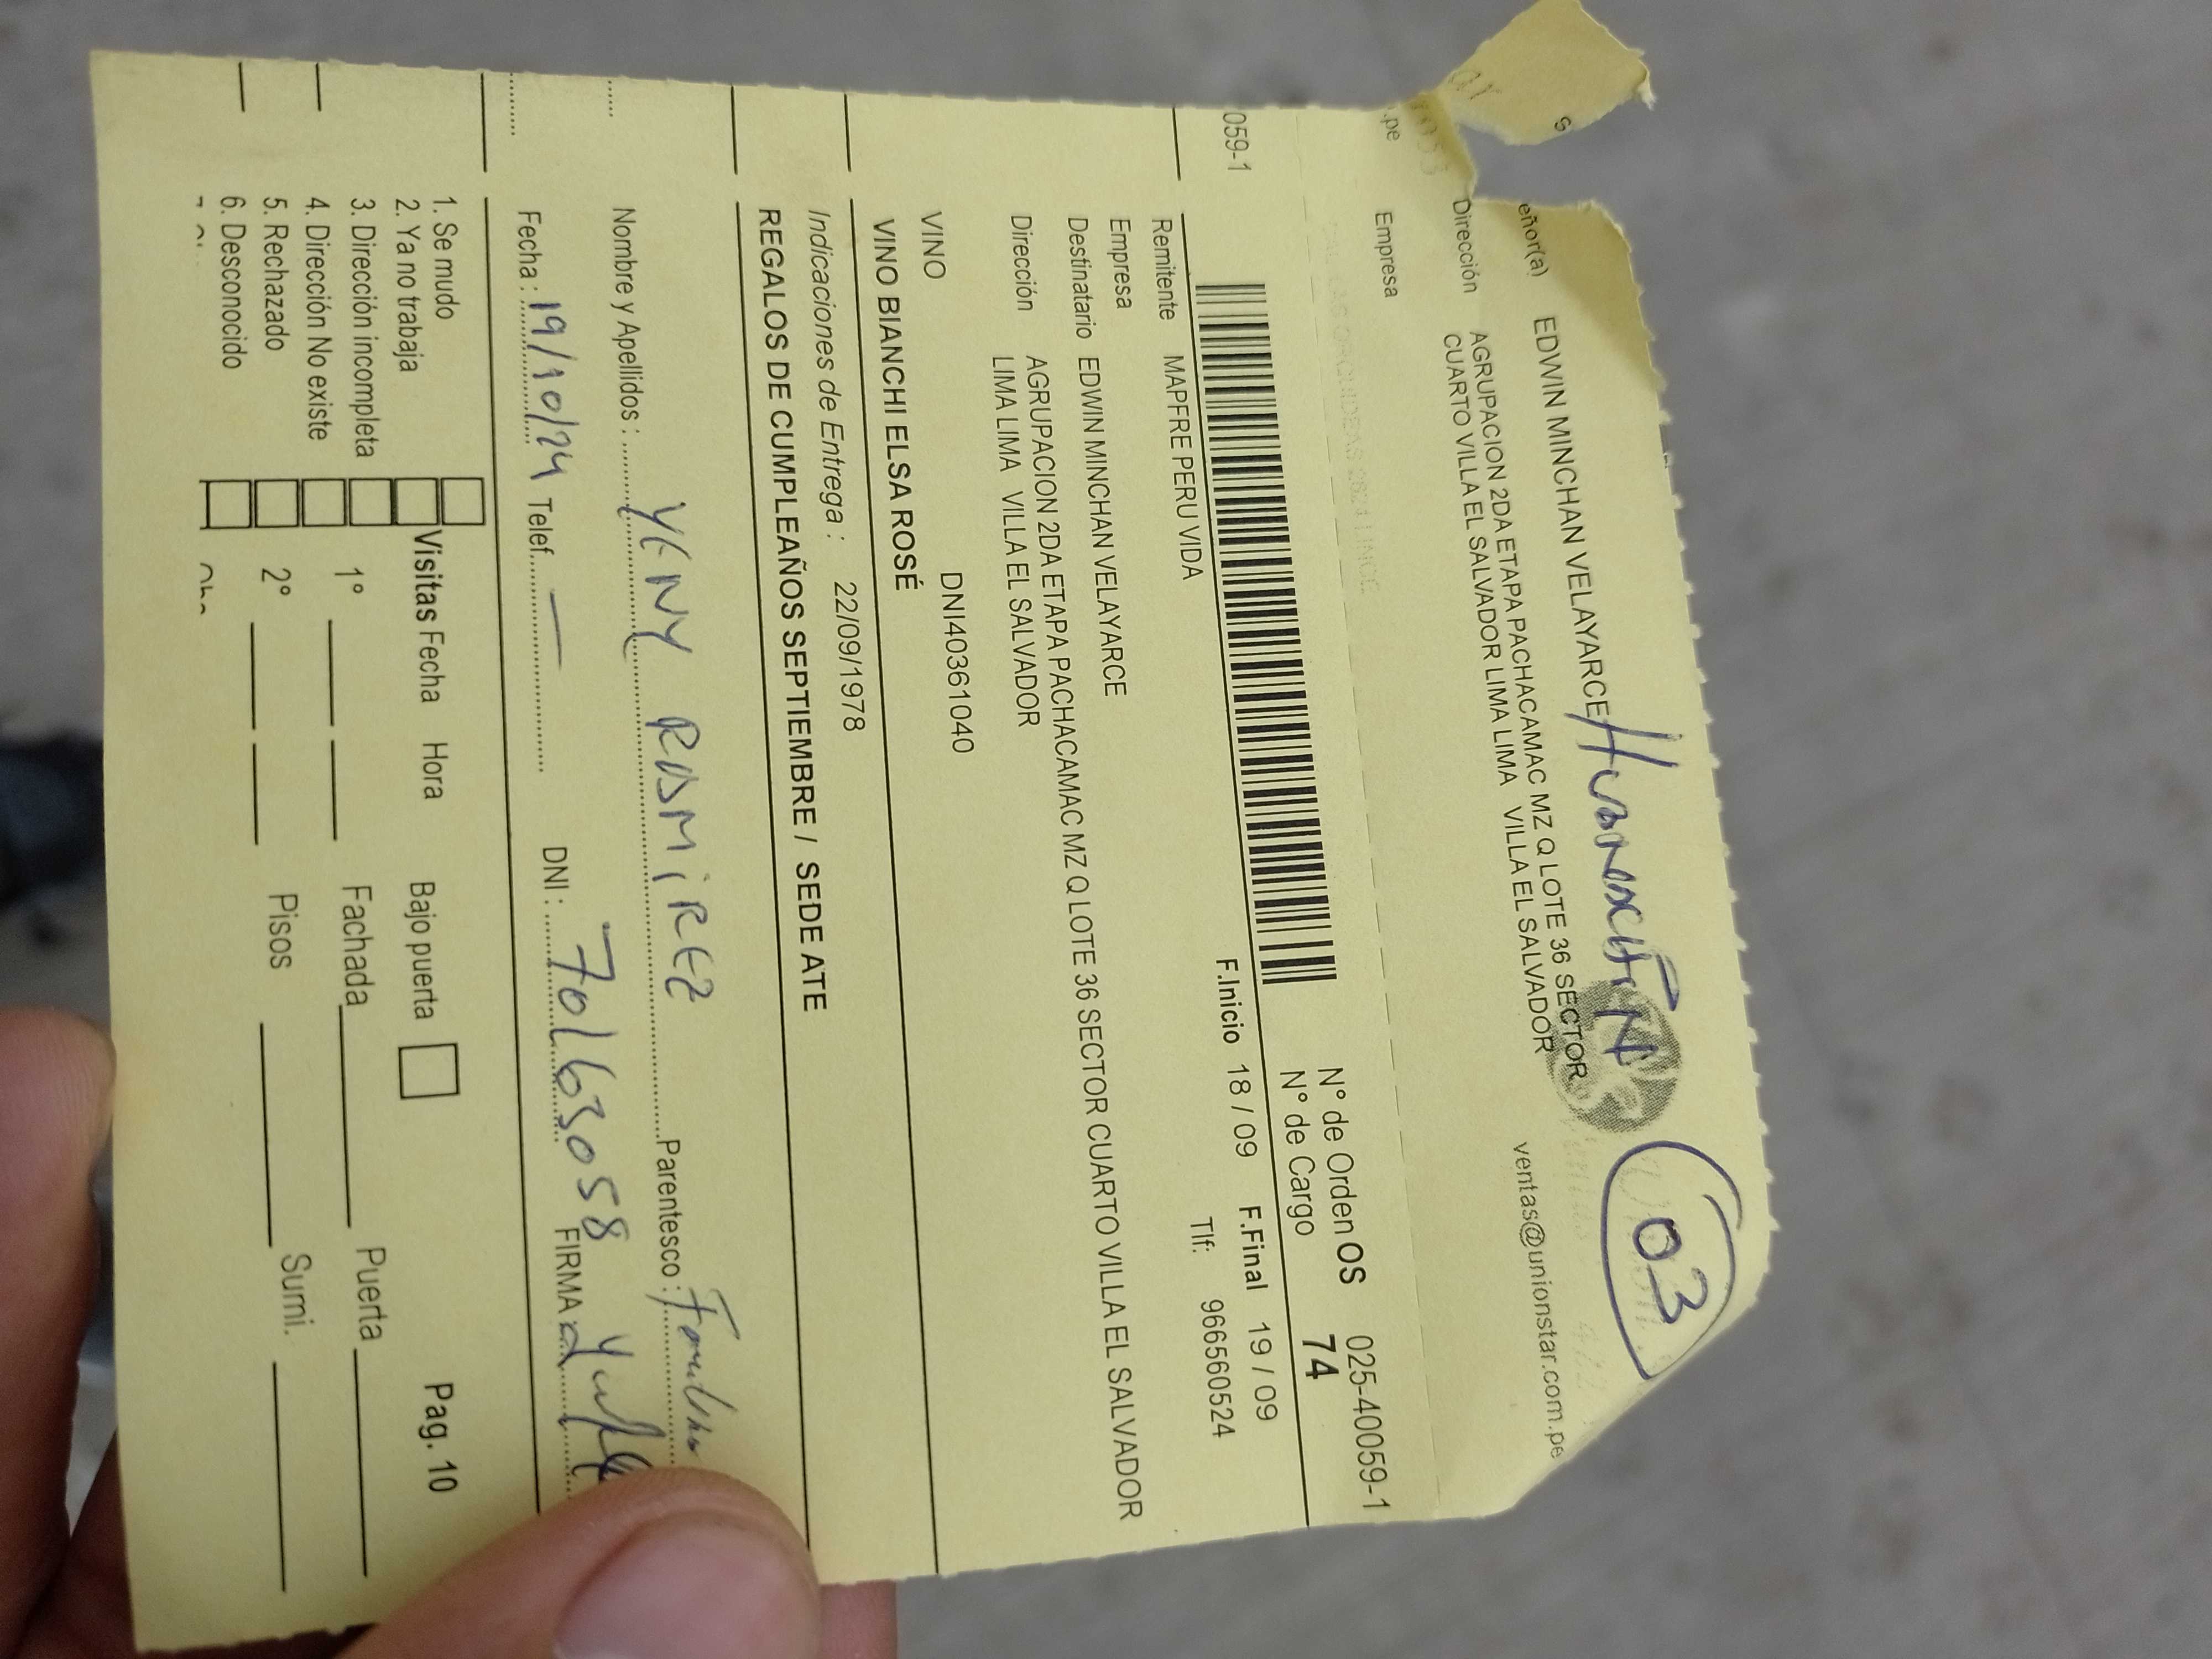 eñor(a) EDWIN MINCHAN VELAYARCE
03
Dirección AGRUPACION 2DA ETAPA PACHACAMAC MZ Q LOTE 36 SECTOR
CUARTO VILLA EL SALVADOR LIMA LIMA VILLA EL SALVADOR
ventas@unionstar.com.pe
.pe Empresa
N° de Orden OS 025-40059-1
059-1 N° de Cargo 74
F.Inicio 18 / 09 F.Final 19 / 09
Remitente MAPFRE PERU VIDA Tlf: 966560524
Empresa
Destinatario EDWIN MINCHAN VELAYARCE
Dirección AGRUPACION 2DA ETAPA PACHACAMAC MZ Q LOTE 36 SECTOR CUARTO VILLA EL SALVADOR
LIMA LIMA VILLA EL SALVADOR
VINO DNI40361040
VINO BIANCHI ELSA ROSÉ
Indicaciones de Entrega : 22/09/1978
REGALOS DE CUMPLEAÑOS SEPTIEMBRE / SEDE ATE
Nombre y Apellidos : YENY RAMIREZ Parentesco : Familiar
Fecha : 19/10/24 Telef. — DNI : 70163058 FIRMA
1. Se mudo
2. Ya no trabaja Visitas Fecha Hora Bajo puerta Pag. 10
3. Dirección incompleta
4. Dirección No existe 1° Fachada Puerta
5. Rechazado 2° Pisos Sumi.
6. Desconocido